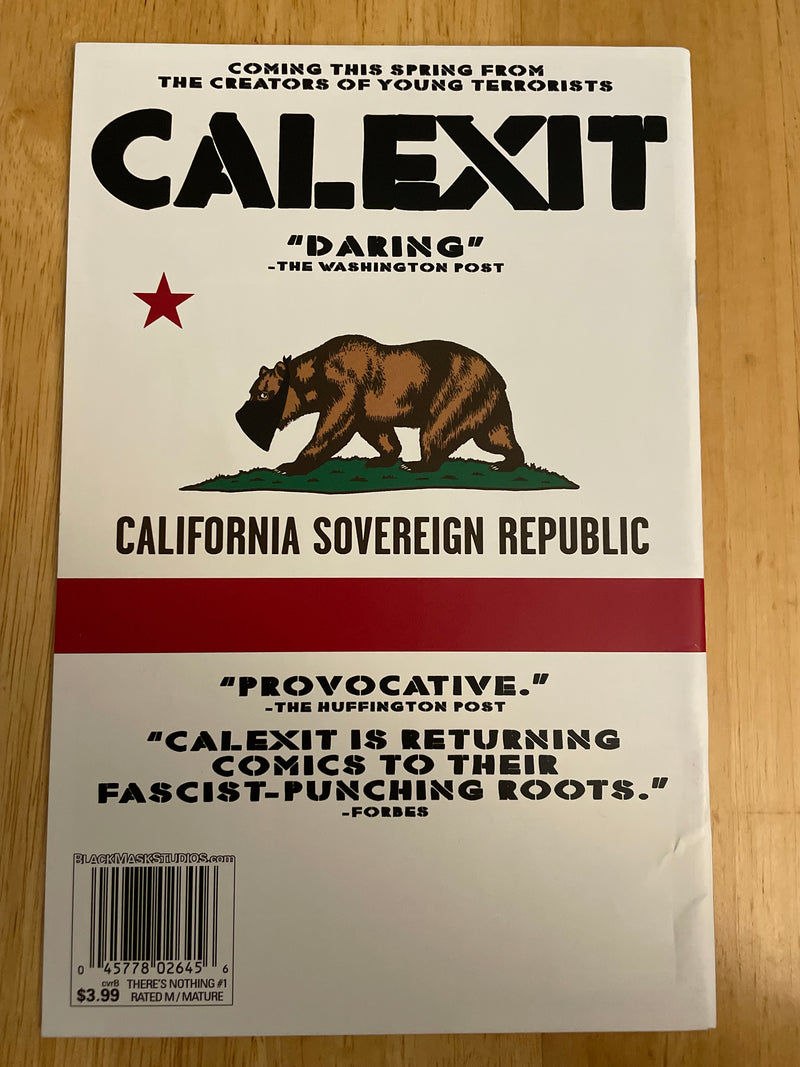 COMING THIS SPRING FROM
THE CREATORS OF YOUNG TERRORISTS
CALEXIT
"DARING"
-THE WASHINGTON POST
CALIFORNIA SOVEREIGN REPUBLIC
"PROVOCATIVE."
-THE HUFFINGTON POST
"CALEXIT IS RETURNING
COMICS TO THEIR
FASCIST-PUNCHING ROOTS."
-FORBES
BLACKMASKSTUDIOS.com
0 45778 02645 6
cvrB THERE'S NOTHING #1
$3.99 RATED M / MATURE